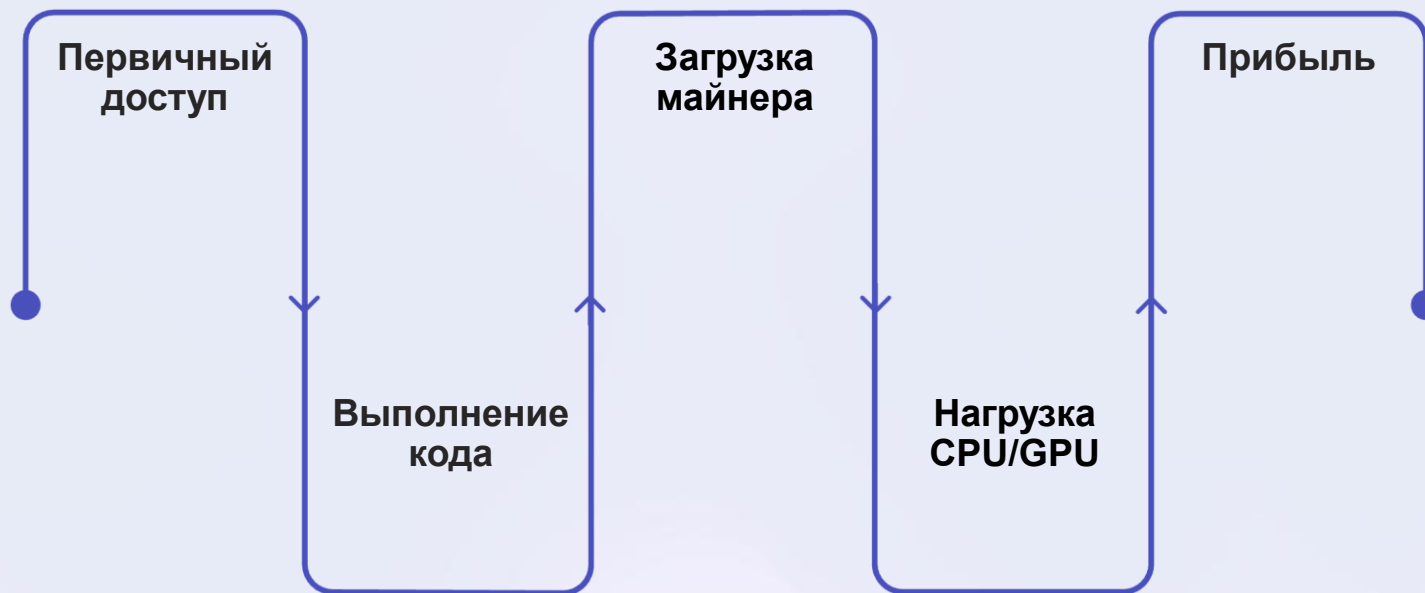 Первичный
доступ
Выполнение
кода
Загрузка
майнера
Нагрузка
CPU/GPU
Прибыль